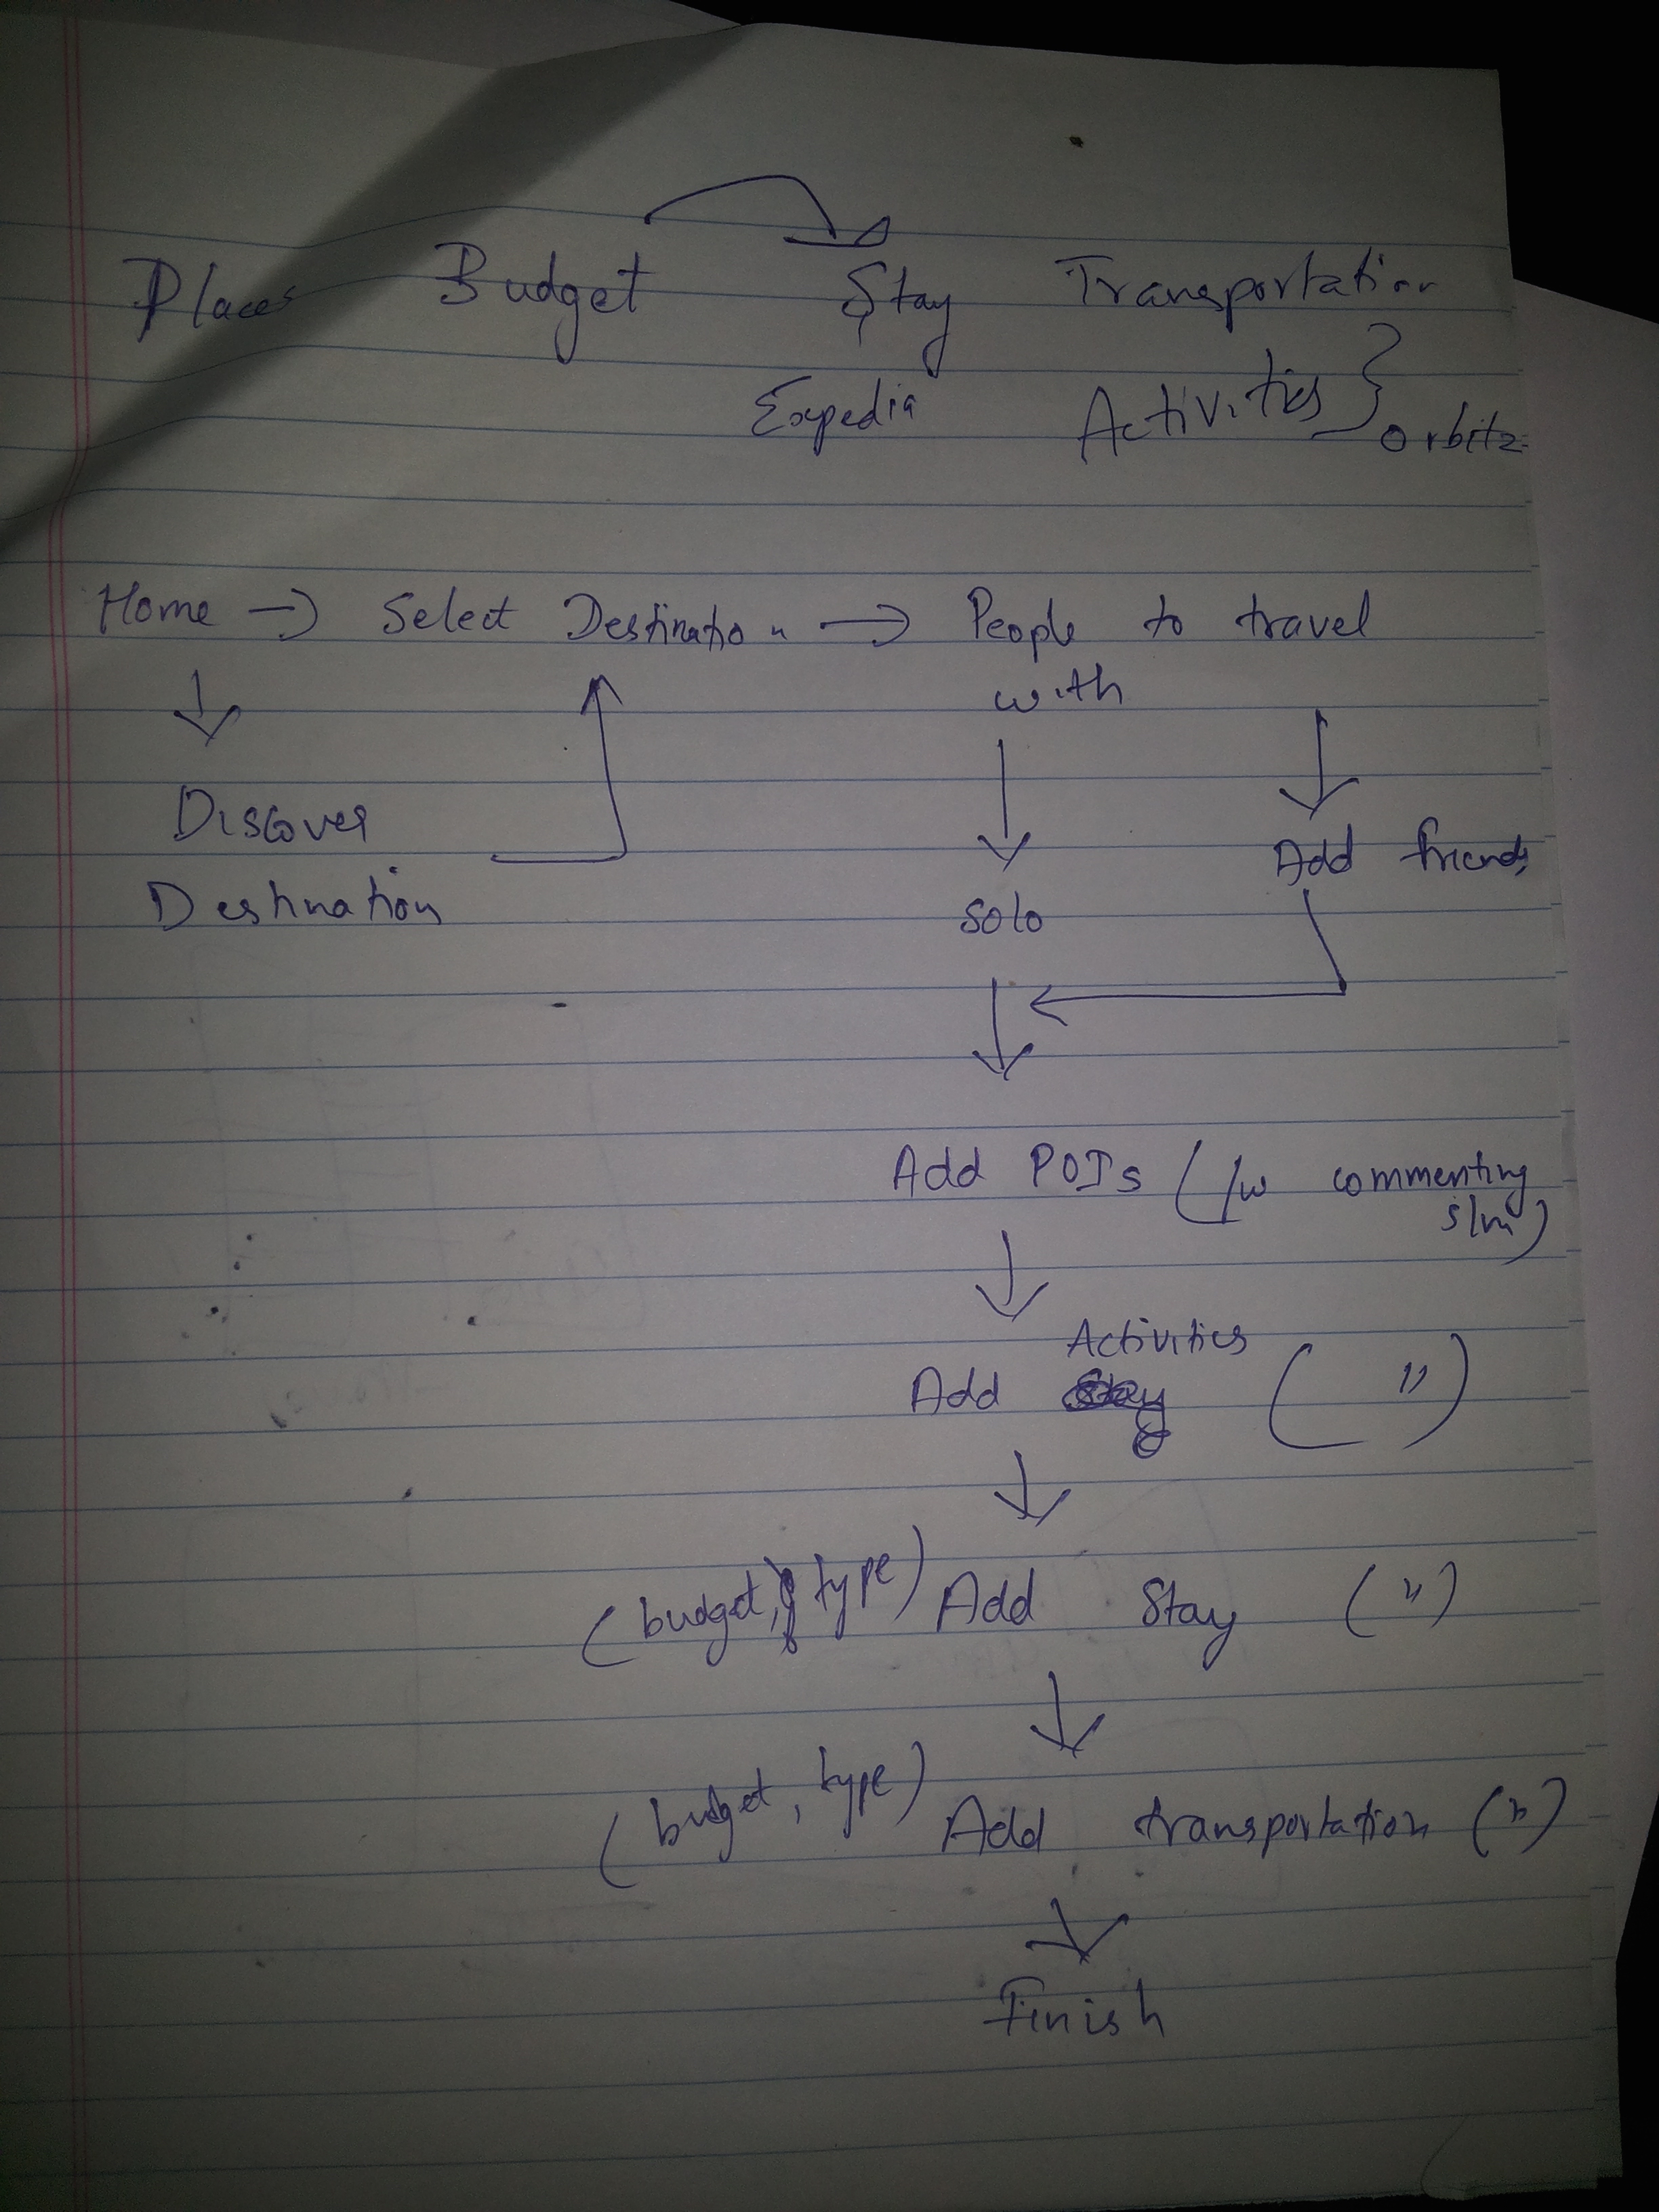 Places Budget Stay Transportation
Expedia Activities } Orbitz
Home → Select Destination → People to travel
with
Discover
Destination
solo
Add friends
Add POIs (/w commenting
s/m)
Activities
Add (")
(budget, type) Add Stay (")
(budget, type) Add transportation (")
Finish